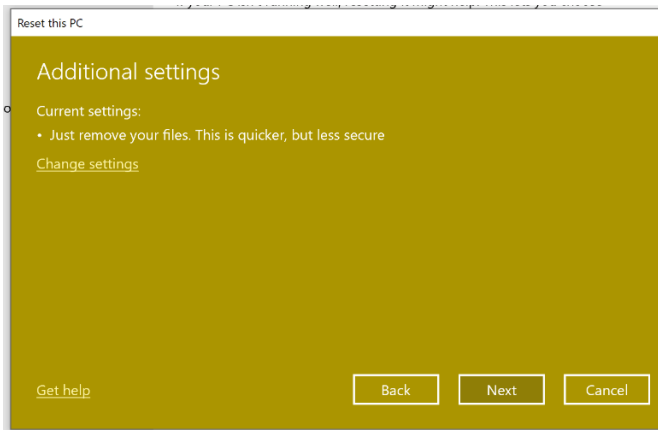 Reset this PC
Additional settings
Current settings:
• Just remove your files. This is quicker, but less secure
Change settings
Get help
Back Next Cancel